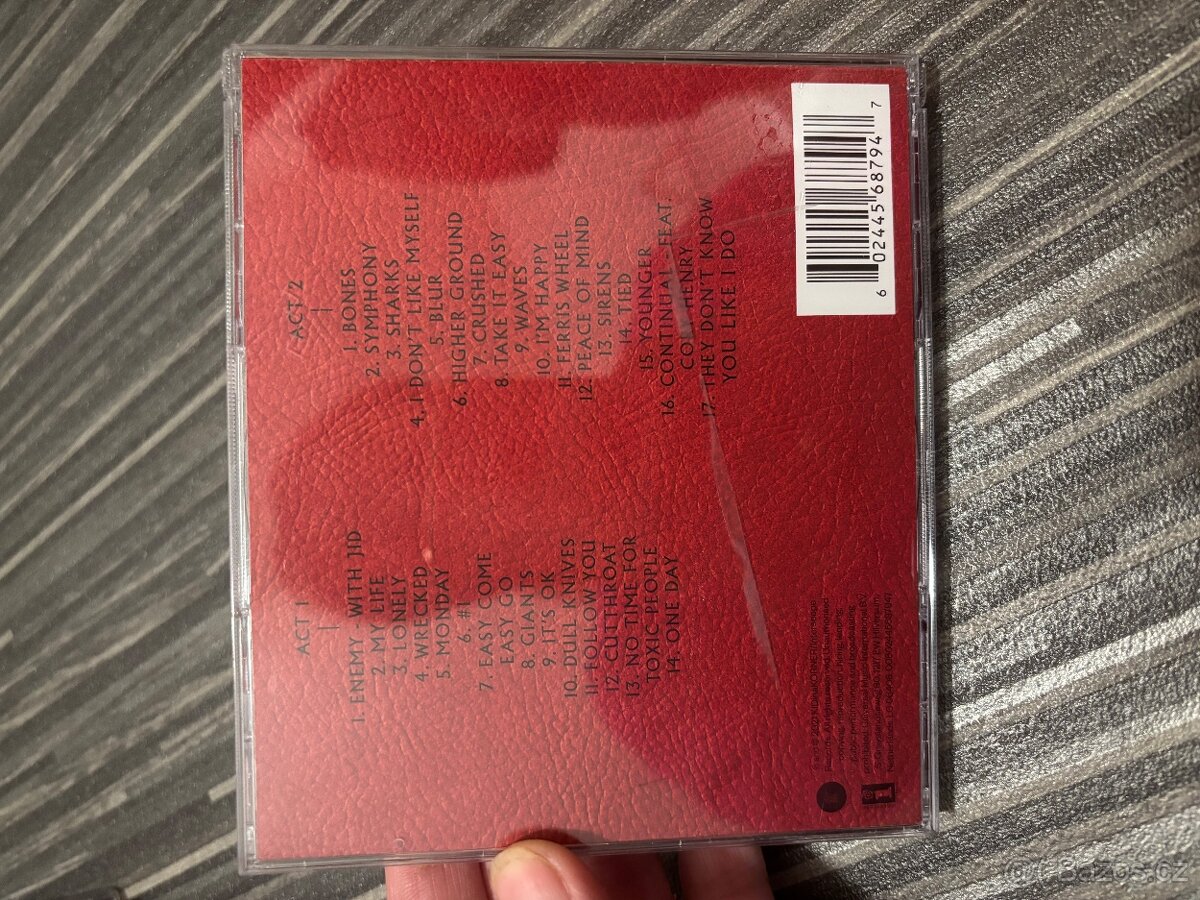 ACT 1
1. ENEMY WITH JID
2. MY LIFE
3. LONELY
4. WRECKED
5. MONDAY
6. #1
7. EASY COME
EASY GO
8. GIANTS
9. IT'S OK
10. DULL KNIVES
11. FOLLOW YOU
12. CUTTHROAT
13. NO TIME FOR
TOXIC PEOPLE
14. ONE DAY
ACT 2
1. BONES
2. SYMPHONY
3. SHARKS
4. I DON'T LIKE MYSELF
5. BLUR
6. HIGHER GROUND
7. CRUSHED
8. TAKE IT EASY
9. WAVES
10. I'M HAPPY
11. FERRIS WHEEL
12. PEACE OF MIND
13. SIRENS
14. TIED
15. YOUNGER
16. CONTINUAL FEAT.
CORY HENRY
17. THEY DON'T KNOW
YOU LIKE I DO
6 02445 68794 7
Bazos.cz